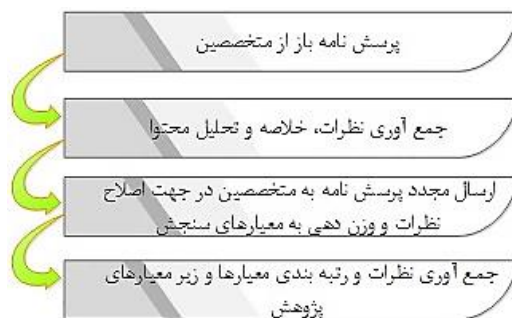 پرسش نامه باز از متخصصین
جمع آوری نظرات، خلاصه و تحلیل محتوا
ارسال مجدد پرسش نامه به متخصصین در جهت اصلاح
نظرات و وزن دهی به معیارهای سنجش
جمع آوری نظرات و رتبه بندی معیارها و زیر معیارهای
پژوهش